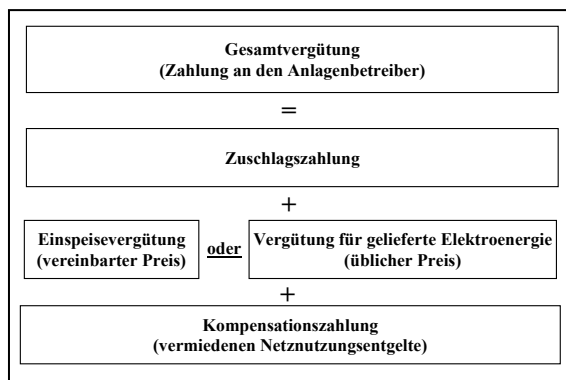 Gesamtvergütung
(Zahlung an den Anlagenbetreiber)
=
Zuschlagszahlung
+
Einspeisevergütung
(vereinbarter Preis)
oder
Vergütung für gelieferte Elektroenergie
(üblicher Preis)
+
Kompensationszahlung
(vermiedenen Netznutzungsentgelte)